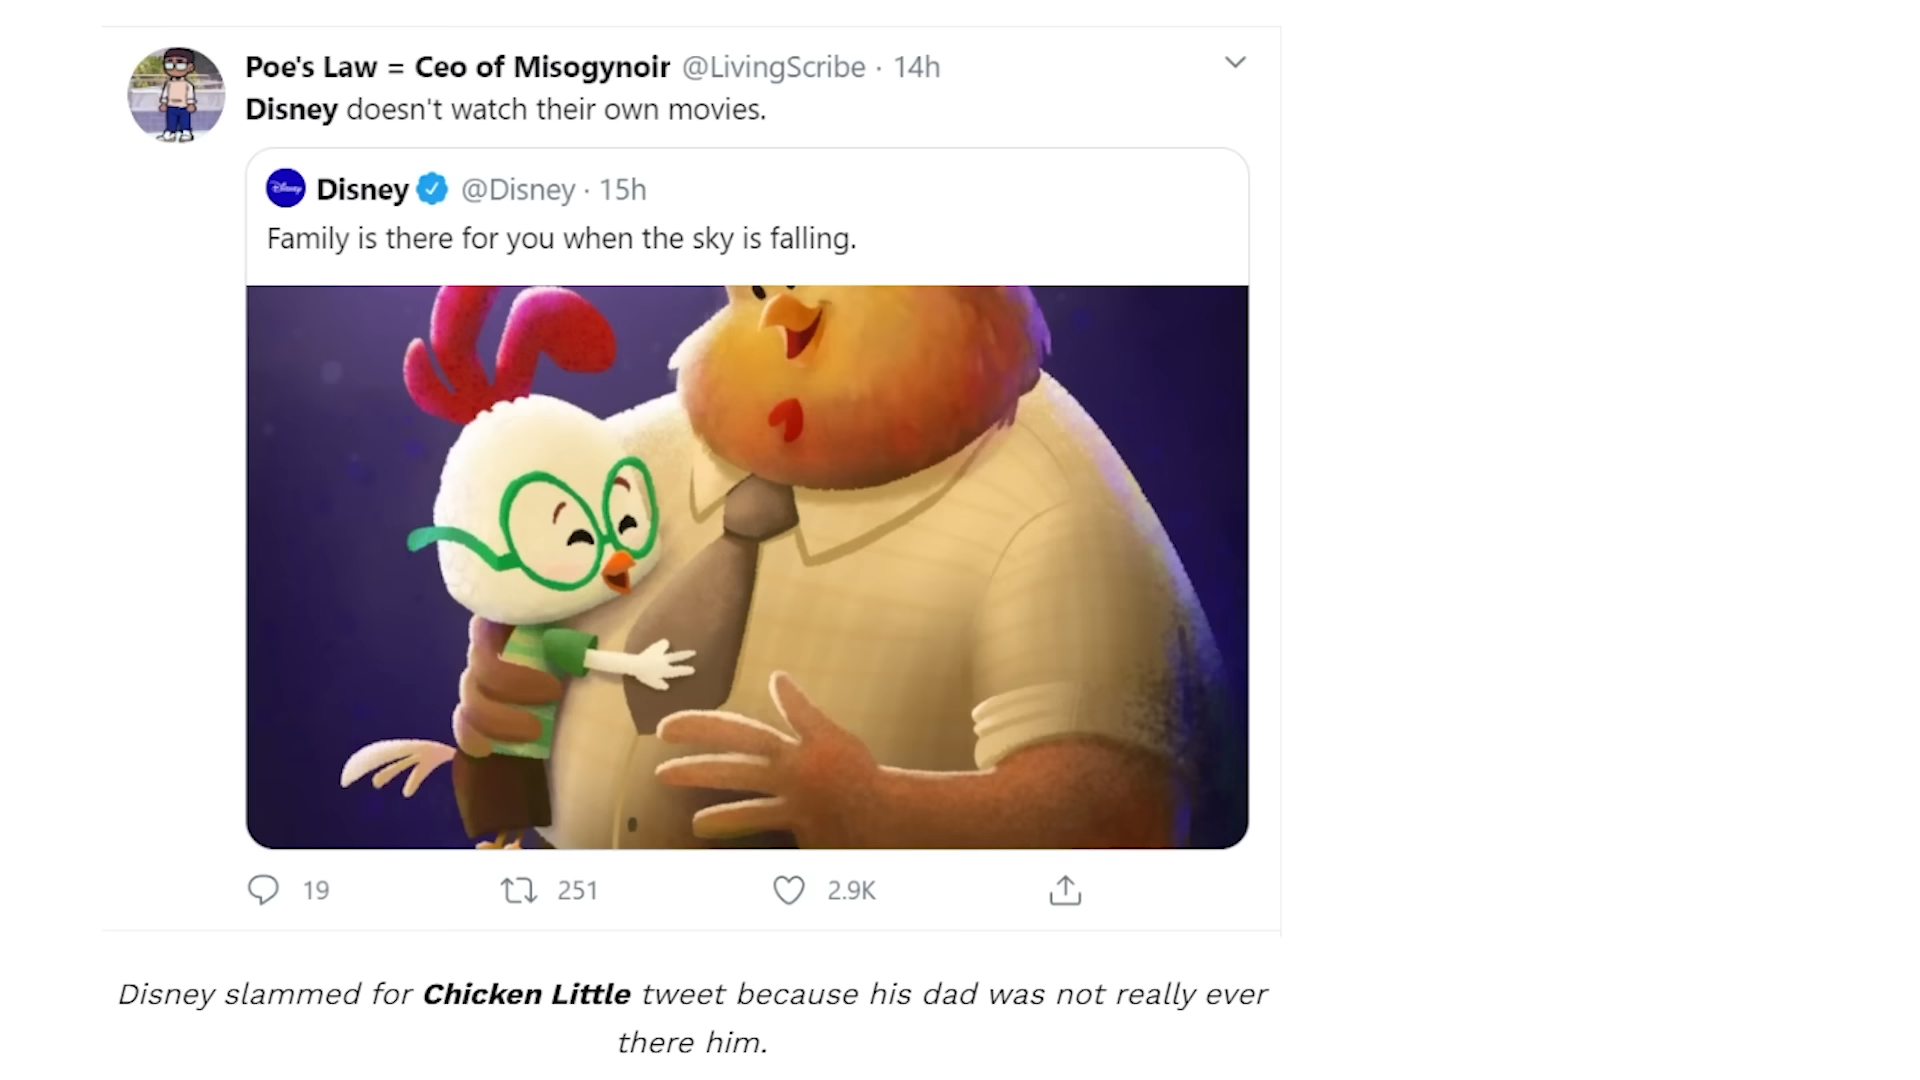 Poe's Law = Ceo of Misogynoir @LivingScribe · 14h
Disney doesn't watch their own movies.
Disney Disney @Disney · 15h
Family is there for you when the sky is falling.
19 251 2.9K
Disney slammed for Chicken Little tweet because his dad was not really ever
there him.